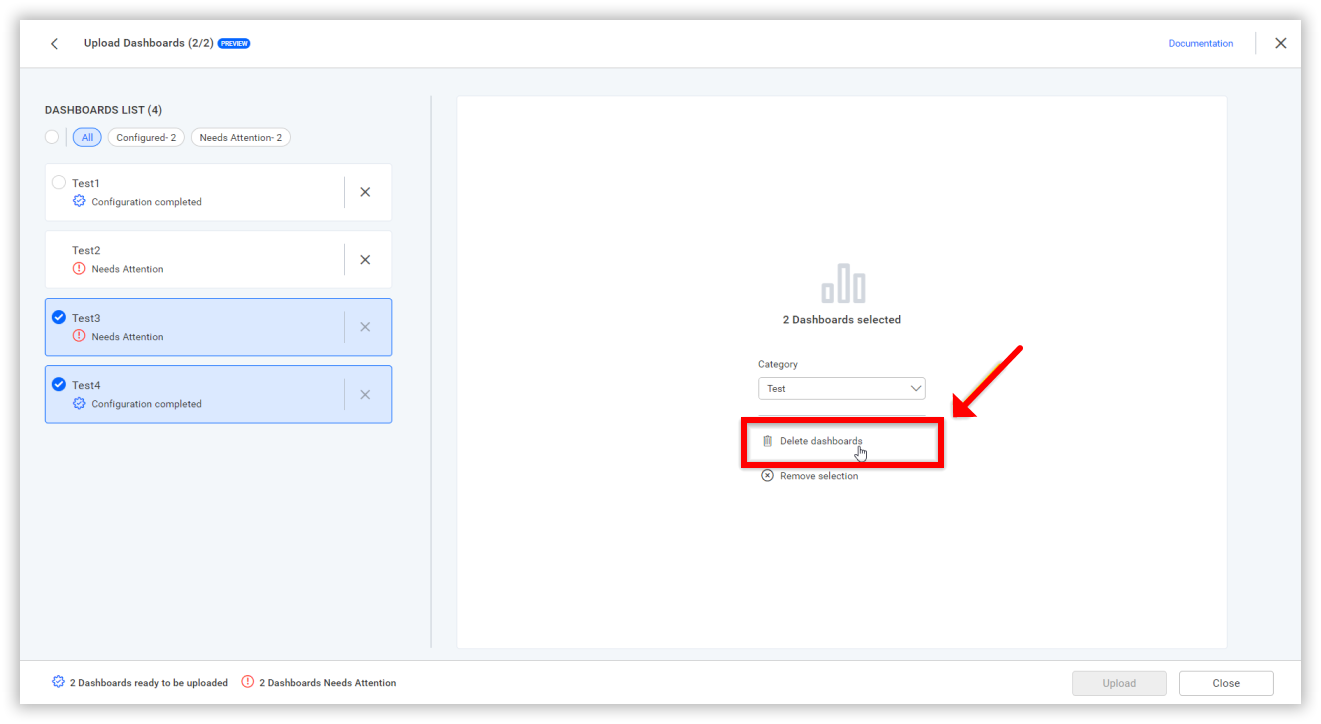 Upload Dashboards (2/2) PREVIEW
Documentation
DASHBOARDS LIST (4)
All
Configured- 2
Needs Attention- 2
Test1
Configuration completed
Test2
Needs Attention
Test3
Needs Attention
Test4
Configuration completed
2 Dashboards selected
Category
Test
Delete dashboards
Remove selection
2 Dashboards ready to be uploaded
2 Dashboards Needs Attention
Upload
Close